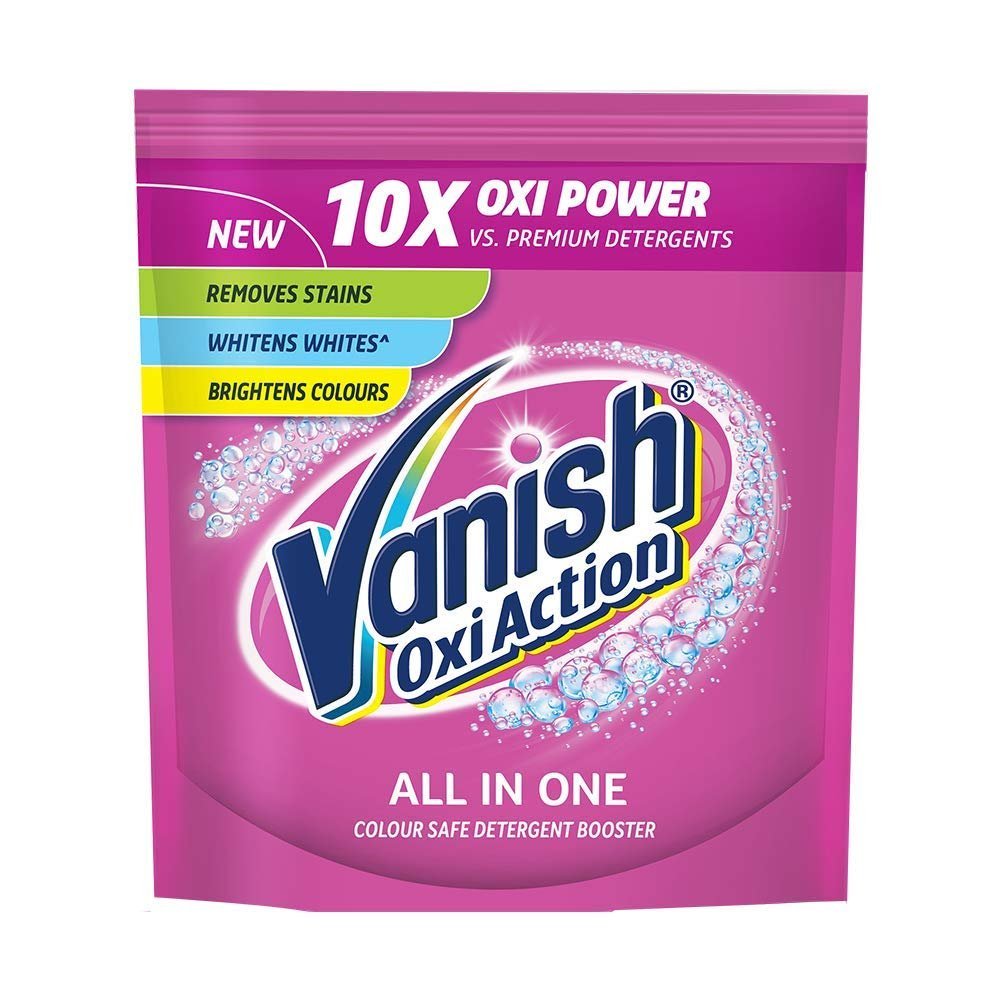 NEW
10X OXI POWER
VS. PREMIUM DETERGENTS
REMOVES STAINS
WHITENS WHITES^
BRIGHTENS COLOURS
Vanish®
OxiAction
ALL IN ONE
COLOUR SAFE DETERGENT BOOSTER